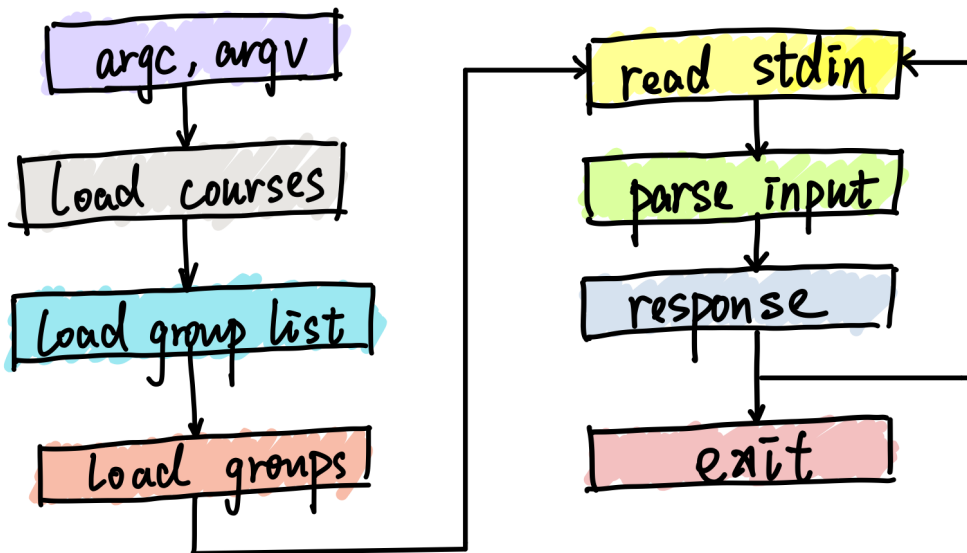 argc, argv
load courses
load group list
load groups
read stdin
parse input
response
exit